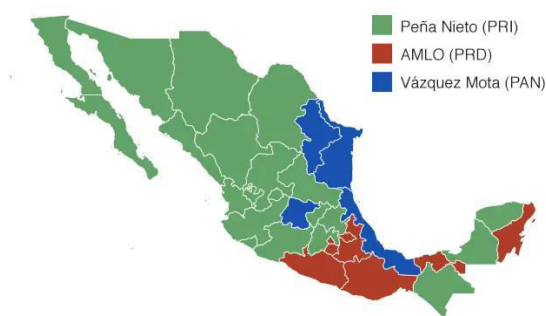 Peña Nieto (PRI)
AMLO (PRD)
Vázquez Mota (PAN)